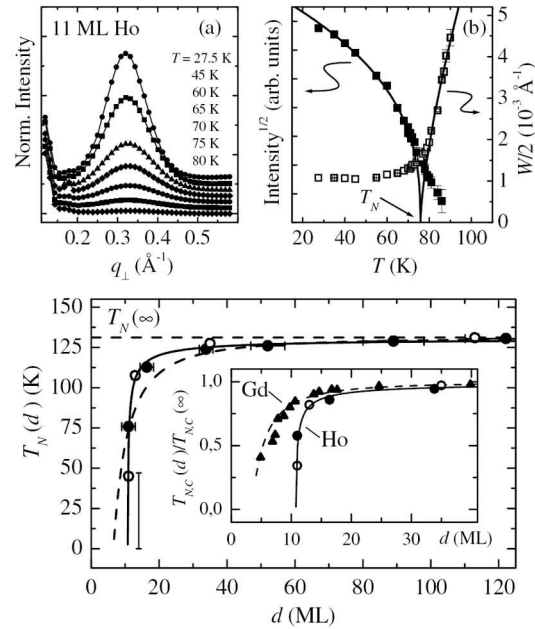 11 ML Ho
(a)
T = 27.5 K
45 K
60 K
65 K
70 K
75 K
80 K
Norm. Intensity
0.2 0.3 0.4 0.5
q⊥ (Å⁻¹)
(b)
Intensity^1/2 (arb. units)
T_N
20 40 60 80 100
T (K)
5
4
3
2
1
0
W/2 (10⁻³ Å⁻¹)
T_N(∞)
150
125
100
75
50
25
0
T_N(d) (K)
0 20 40 60 80 100 120
d (ML)
Gd
Ho
1,0
0,5
0,0
T_N,C(d)/T_N,C(∞)
0 10 20 30 40
d (ML)